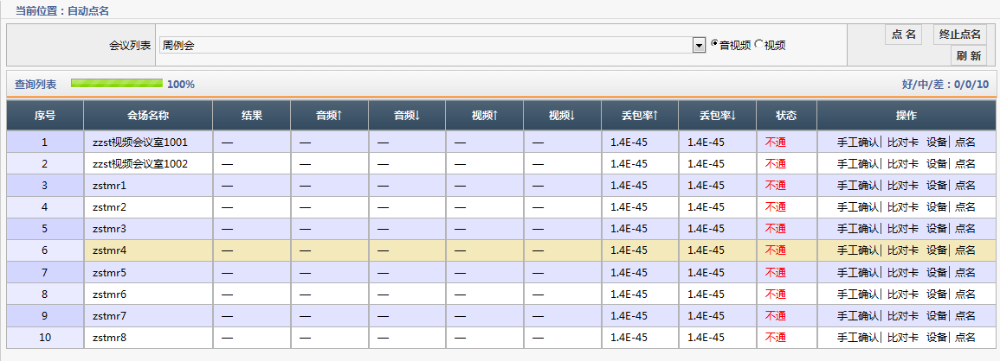 当前位置：自动点名
会议列表 周例会 音视频 视频 点 名 终止点名
刷 新
查询列表 100% 好/中/差：0/0/10
序号 会场名称 结果 音频↑ 音频↓ 视频↑ 视频↓ 丢包率↑ 丢包率↓ 状态 操作
1 zzst视频会议室1001 — — — — — 1.4E-45 1.4E-45 不通 手工确认| 比对卡 设备| 点名
2 zzst视频会议室1002 — — — — — 1.4E-45 1.4E-45 不通 手工确认| 比对卡 设备| 点名
3 zstmr1 — — — — — 1.4E-45 1.4E-45 不通 手工确认| 比对卡 设备| 点名
4 zstmr2 — — — — — 1.4E-45 1.4E-45 不通 手工确认| 比对卡 设备| 点名
5 zstmr3 — — — — — 1.4E-45 1.4E-45 不通 手工确认| 比对卡 设备| 点名
6 zstmr4 — — — — — 1.4E-45 1.4E-45 不通 手工确认| 比对卡 设备| 点名
7 zstmr5 — — — — — 1.4E-45 1.4E-45 不通 手工确认| 比对卡 设备| 点名
8 zstmr6 — — — — — 1.4E-45 1.4E-45 不通 手工确认| 比对卡 设备| 点名
9 zstmr7 — — — — — 1.4E-45 1.4E-45 不通 手工确认| 比对卡 设备| 点名
10 zstmr8 — — — — — 1.4E-45 1.4E-45 不通 手工确认| 比对卡 设备| 点名